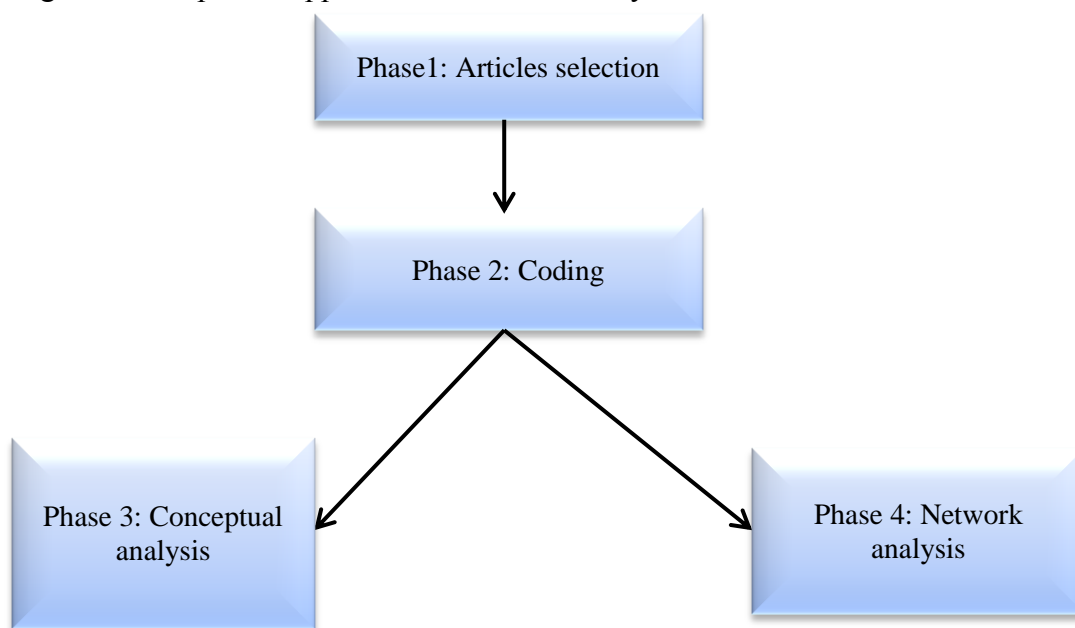 Phase1: Articles selection
Phase 2: Coding
Phase 3: Conceptual
analysis
Phase 4: Network
analysis